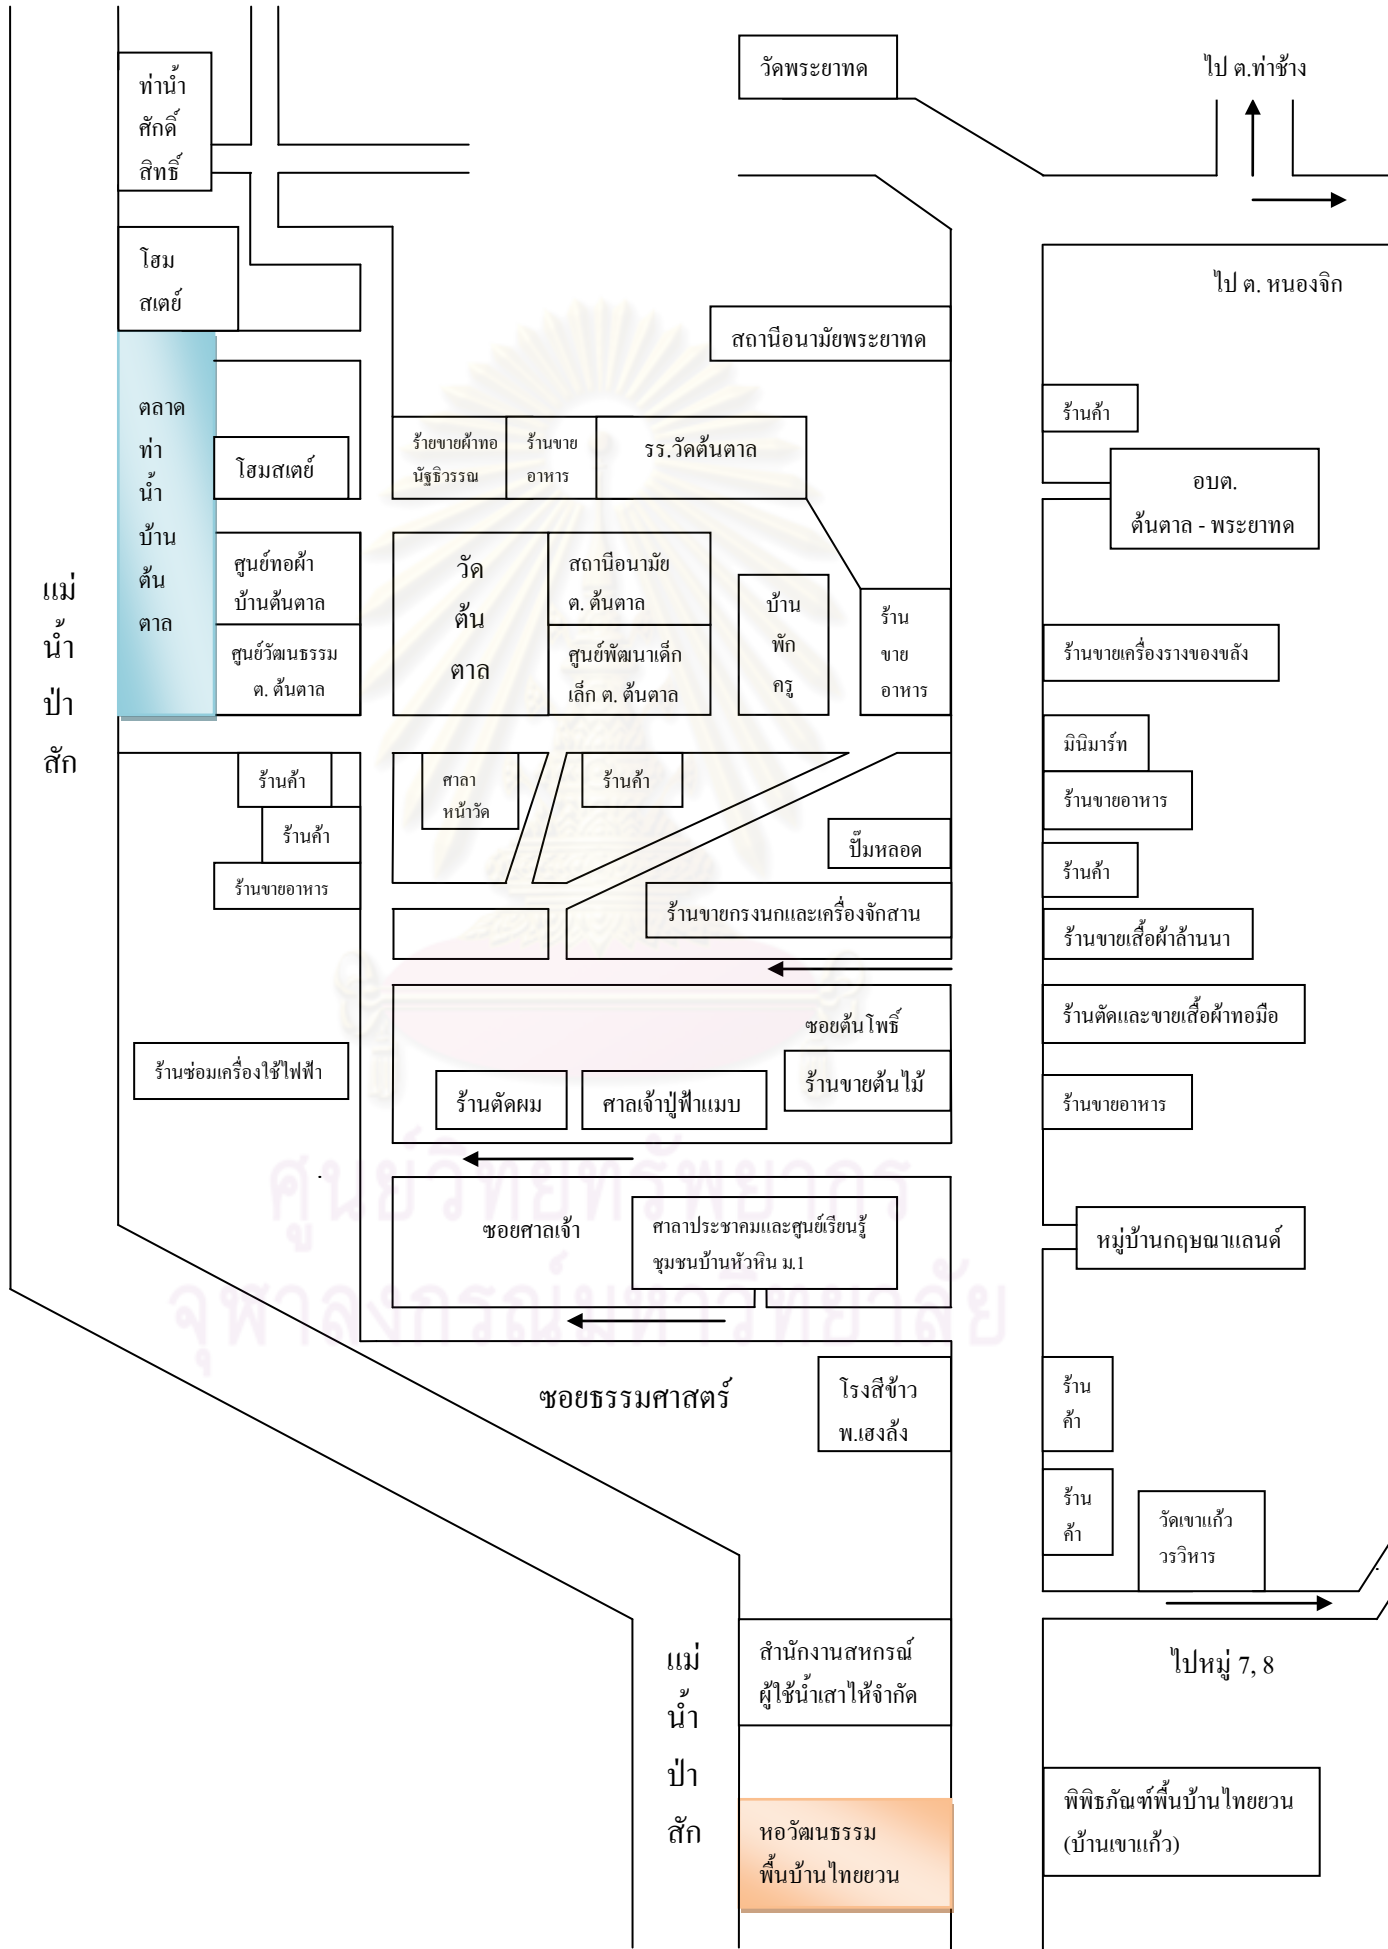 ท่าน้ำ
ศักดิ์
สิทธิ์
วัดพระยาทด
ไป ต.ท่าช้าง
โฮม
สเตย์
ไป ต. หนองจิก
สถานีอนามัยพระยาทด
ตลาด
ท่า
น้ำ
บ้าน
ต้น
ตาล
โฮมสเตย์
ร้ายขายผ้าทอ
นัฐธิวรรณ
ร้านขาย
อาหาร
รร.วัดต้นตาล
ร้านค้า
อบต.
ต้นตาล - พระยาทด
แม่
น้ำ
ป่า
สัก
ศูนย์ทอผ้า
บ้านต้นตาล
ศูนย์วัฒนธรรม
ต. ต้นตาล
วัด
ต้น
ตาล
สถานีอนามัย
ต. ต้นตาล
ศูนย์พัฒนาเด็ก
เล็ก ต. ต้นตาล
บ้าน
พัก
ครู
ร้าน
ขาย
อาหาร
ร้านขายเครื่องรางของขลัง
มินิมาร์ท
ร้านขายอาหาร
ร้านค้า
ร้านค้า
ร้านขายอาหาร
ศาลา
หน้าวัด
ร้านค้า
ปั๊มหลอด
ร้านค้า
ร้านขายกรงนกและเครื่องจักสาน
ร้านขายเสื้อผ้าล้านนา
ซอยต้นโพธิ์
ร้านตัดและขายเสื้อผ้าทอมือ
ร้านซ่อมเครื่องใช้ไฟฟ้า
ร้านตัดผม
ศาลเจ้าปู่ฟ้าแมบ
ร้านขายต้นไม้
ร้านขายอาหาร
ศูนย์วิทยทรัพยากร
จุฬาลงกรณ์มหาวิทยาลัย
ซอยศาลเจ้า
ศาลาประชาคมและศูนย์เรียนรู้
ชุมชนบ้านหัวหิน ม.1
หมู่บ้านกฤษณาแลนด์
ซอยธรรมศาสตร์
โรงสีข้าว
พ.เฮงล้ง
ร้าน
ค้า
ร้าน
ค้า
วัดเขาแก้ว
วรวิหาร
แม่
น้ำ
ป่า
สัก
สำนักงานสหกรณ์
ผู้ใช้น้ำเสาไห้จำกัด
ไปหมู่ 7, 8
หอวัฒนธรรม
พื้นบ้านไทยยวน
พิพิธภัณฑ์พื้นบ้านไทยยวน
(บ้านเขาแก้ว)